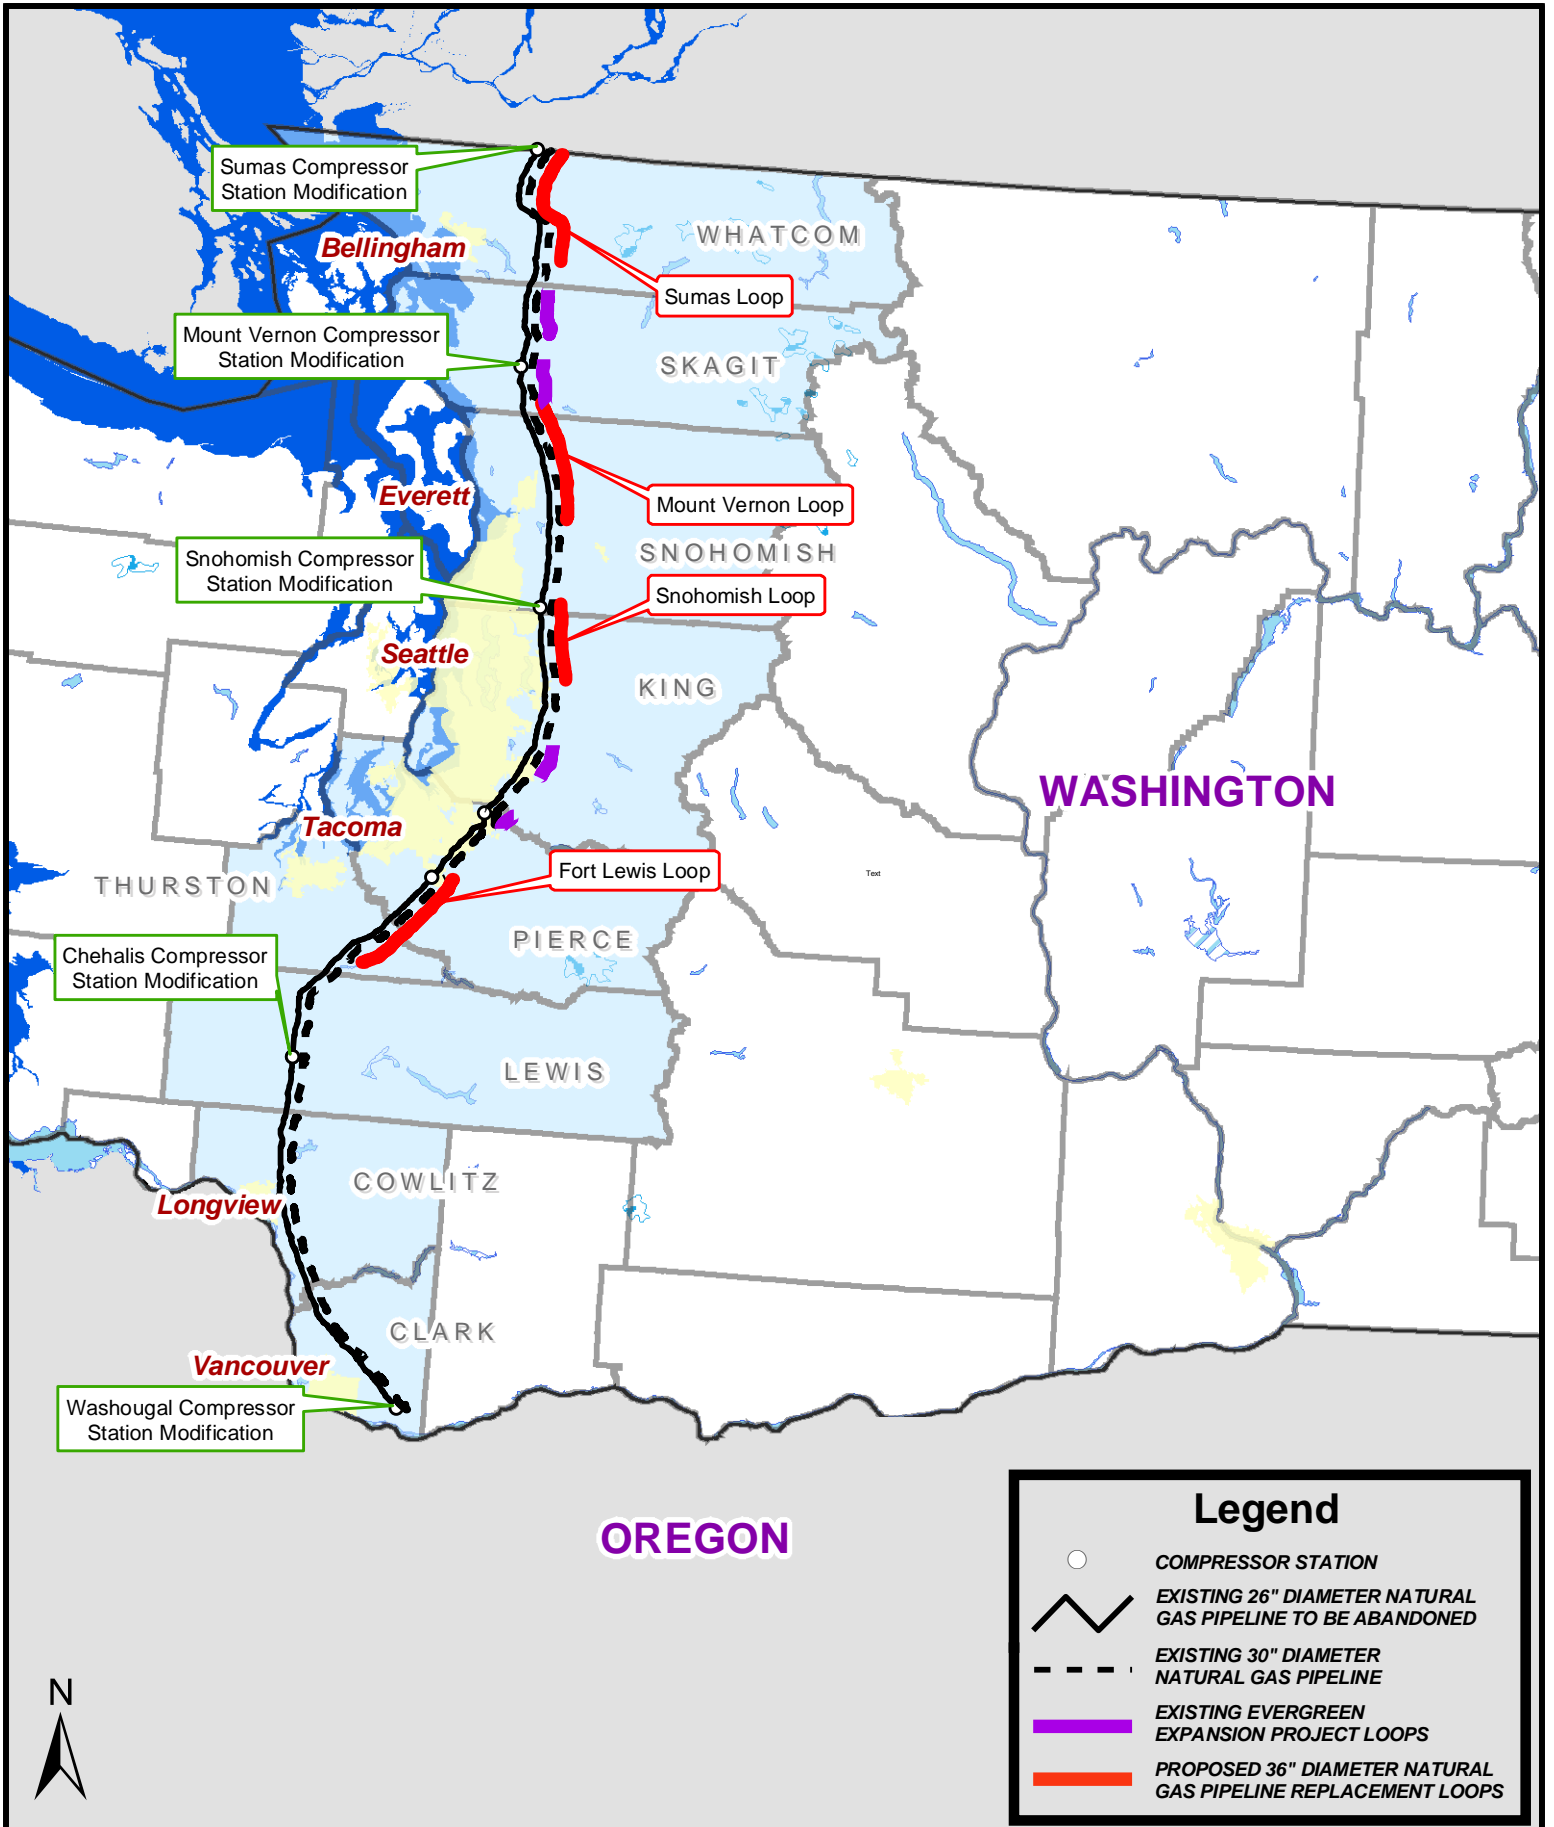 Sumas Compressor
Station Modification
WHATCOM
Bellingham
Sumas Loop
Mount Vernon Compressor
Station Modification
SKAGIT
Everett
Mount Vernon Loop
Snohomish Compressor
Station Modification
SNOHOMISH
Snohomish Loop
Seattle
KING
WASHINGTON
Tacoma
Fort Lewis Loop
Text
THURSTON
PIERCE
Chehalis Compressor
Station Modification
LEWIS
COWLITZ
Longview
CLARK
Vancouver
Washougal Compressor
Station Modification
OREGON
Legend
COMPRESSOR STATION
EXISTING 26" DIAMETER NATURAL
GAS PIPELINE TO BE ABANDONED
EXISTING 30" DIAMETER
NATURAL GAS PIPELINE
EXISTING EVERGREEN
EXPANSION PROJECT LOOPS
PROPOSED 36" DIAMETER NATURAL
GAS PIPELINE REPLACEMENT LOOPS
N